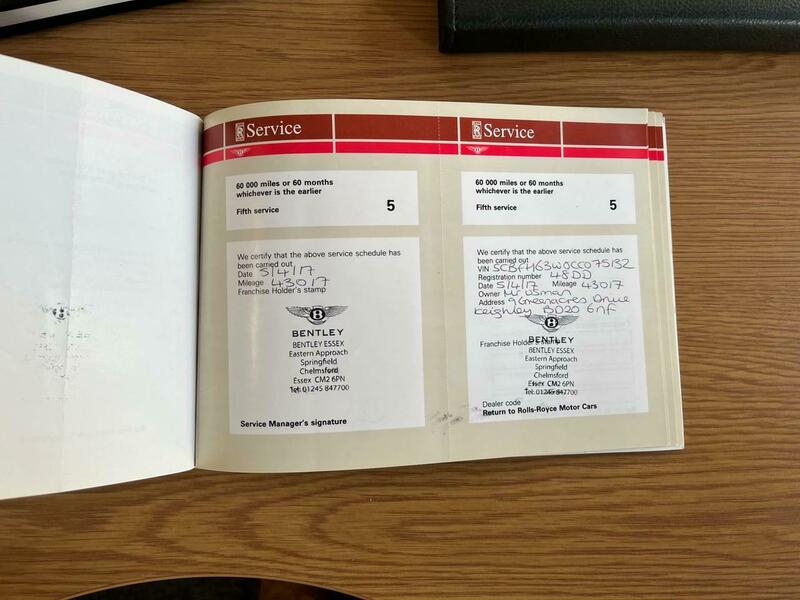 Service
60 000 miles or 60 months
whichever is the earlier
Fifth service 5
We certify that the above service schedule has
been carried out
Date 5/4/17
Mileage 43017
Franchise Holder's stamp
BENTLEY
BENTLEY ESSEX
Eastern Approach
Springfield
Chelmsford
Essex CM2 6PN
Tel: 01245 847700
Service Manager's signature
Service
60 000 miles or 60 months
whichever is the earlier
Fifth service 5
We certify that the above service schedule has
been carried out
VIN SCBFH63W0CC075132
Registration number 48DD
Date 5/4/17 Mileage 43017
Owner Mr Usman
Address 9 Greenacres Drive
Keighley BD20 6nf
Franchise Holder's stamp
BENTLEY
BENTLEY ESSEX
Eastern Approach
Springfield
Chelmsford
Essex CM2 6PN
Tel: 01245 847700
Dealer code
Return to Rolls-Royce Motor Cars